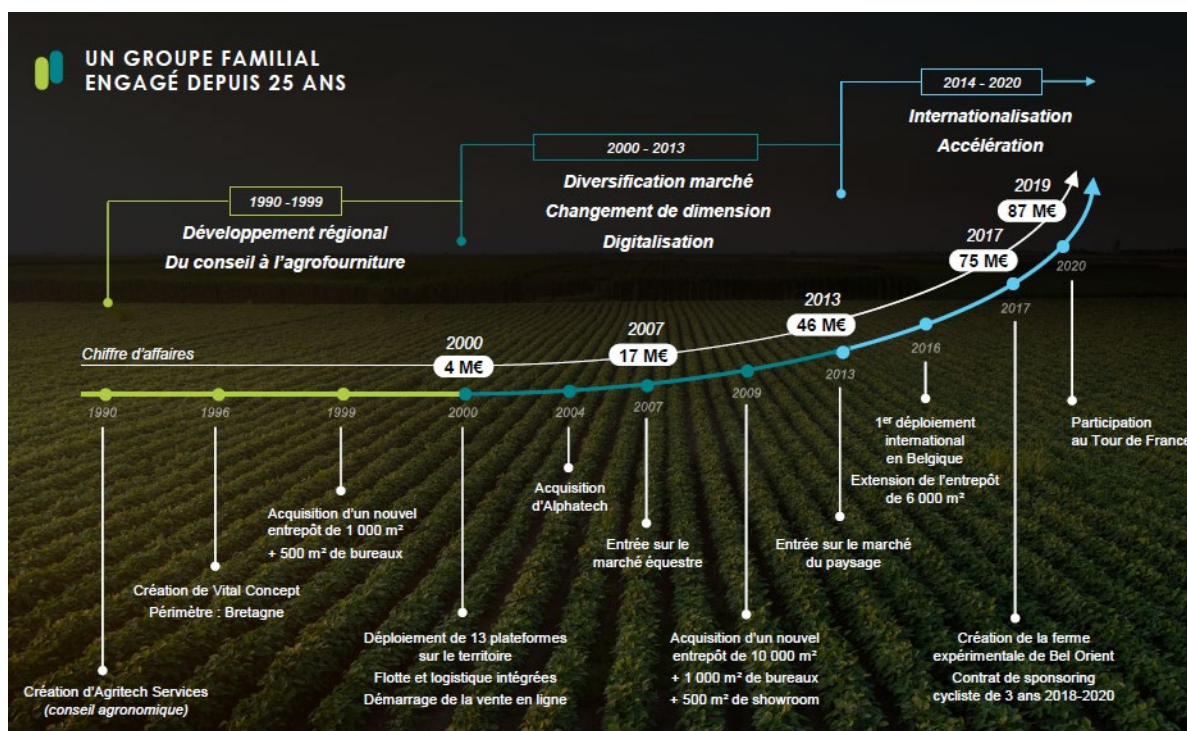 UN GROUPE FAMILIAL
ENGAGÉ DEPUIS 25 ANS
1990 -1999
Développement régional
Du conseil à l'agrofourniture
2000 - 2013
Diversification marché
Changement de dimension
Digitalisation
2014 - 2020
Internationalisation
Accélération
Chiffre d'affaires
2000
4 M€
2007
17 M€
2013
46 M€
2017
75 M€
2019
87 M€
1990
1996
1999
2000
2004
2007
2009
2013
2016
2017
2020
Création d'Agritech Services
(conseil agronomique)
Création de Vital Concept
Périmètre : Bretagne
Acquisition d'un nouvel
entrepôt de 1 000 m²
+ 500 m² de bureaux
Déploiement de 13 plateformes
sur le territoire
Flotte et logistique intégrées
Démarrage de la vente en ligne
Acquisition
d'Alphatech
Entrée sur le
marché équestre
Acquisition d'un nouvel
entrepôt de 10 000 m²
+ 1 000 m² de bureaux
+ 500 m² de showroom
Entrée sur le marché
du paysage
1er déploiement
international
en Belgique
Extension de l'entrepôt
de 6 000 m²
Création de la ferme
expérimentale de Bel Orient
Contrat de sponsoring
cycliste de 3 ans 2018-2020
Participation
au Tour de France